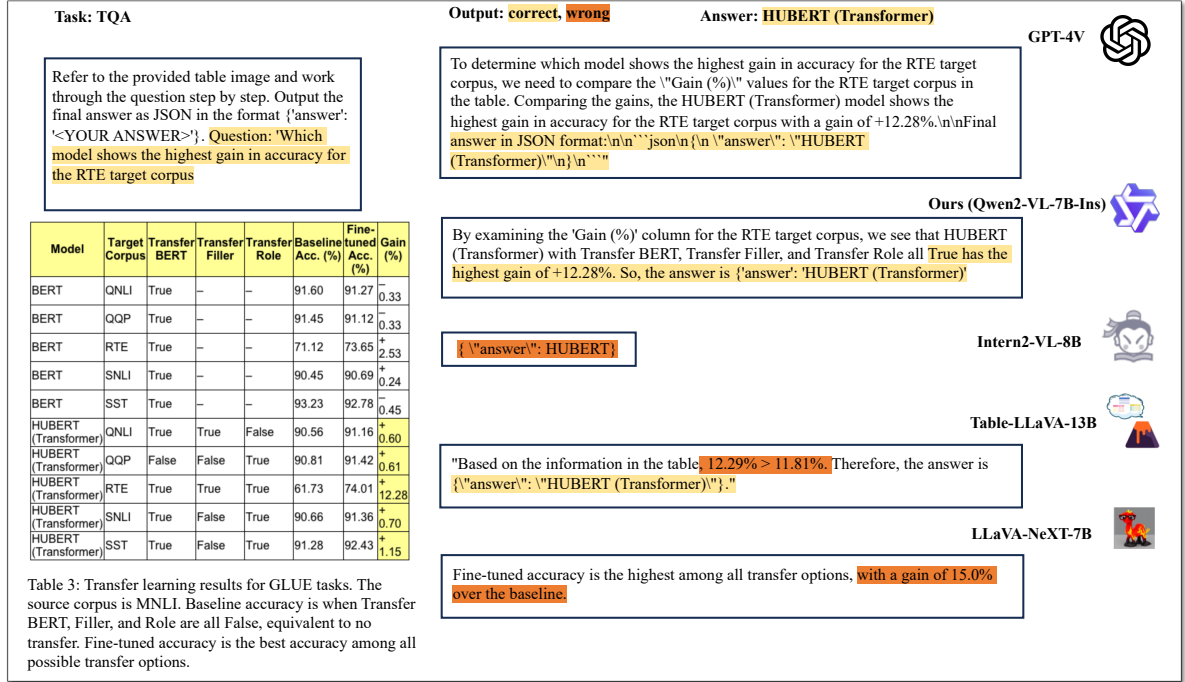 Task: TQA
Output: correct, wrong
Answer: HUBERT (Transformer)
Refer to the provided table image and work
through the question step by step. Output the
final answer as JSON in the format {'answer':
'<YOUR ANSWER>'}. Question: 'Which
model shows the highest gain in accuracy for
the RTE target corpus
Model | Target Corpus | Transfer BERT | Transfer Filler | Transfer Role | Baseline Acc. (%) | Fine-tuned Acc. (%) | Gain (%)
BERT | QNLI | True | – | – | 91.60 | 91.27 | – 0.33
BERT | QQP | True | – | – | 91.45 | 91.12 | – 0.33
BERT | RTE | True | – | – | 71.12 | 73.65 | + 2.53
BERT | SNLI | True | – | – | 90.45 | 90.69 | + 0.24
BERT | SST | True | – | – | 93.23 | 92.78 | – 0.45
HUBERT (Transformer) | QNLI | True | True | False | 90.56 | 91.16 | + 0.60
HUBERT (Transformer) | QQP | False | False | True | 90.81 | 91.42 | + 0.61
HUBERT (Transformer) | RTE | True | True | True | 61.73 | 74.01 | + 12.28
HUBERT (Transformer) | SNLI | True | False | True | 90.66 | 91.36 | + 0.70
HUBERT (Transformer) | SST | True | False | True | 91.28 | 92.43 | + 1.15
Table 3: Transfer learning results for GLUE tasks. The
source corpus is MNLI. Baseline accuracy is when Transfer
BERT, Filler, and Role are all False, equivalent to no
transfer. Fine-tuned accuracy is the best accuracy among all
possible transfer options.
GPT-4V
To determine which model shows the highest gain in accuracy for the RTE target
corpus, we need to compare the \"Gain (%)\" values for the RTE target corpus in
the table. Comparing the gains, the HUBERT (Transformer) model shows the
highest gain in accuracy for the RTE target corpus with a gain of +12.28%.\n\nFinal
answer in JSON format:\n\n```json\n{\n \"answer\": \"HUBERT
(Transformer)\"\n}\n```"
Ours (Qwen2-VL-7B-Ins)
By examining the 'Gain (%)' column for the RTE target corpus, we see that HUBERT
(Transformer) with Transfer BERT, Transfer Filler, and Transfer Role all True has the
highest gain of +12.28%. So, the answer is {'answer': 'HUBERT (Transformer)'
Intern2-VL-8B
{ \"answer\": HUBERT}
Table-LLaVA-13B
"Based on the information in the table, 12.29% > 11.81%. Therefore, the answer is
{\"answer\": \"HUBERT (Transformer)\"}."
LLaVA-NeXT-7B
Fine-tuned accuracy is the highest among all transfer options, with a gain of 15.0%
over the baseline.